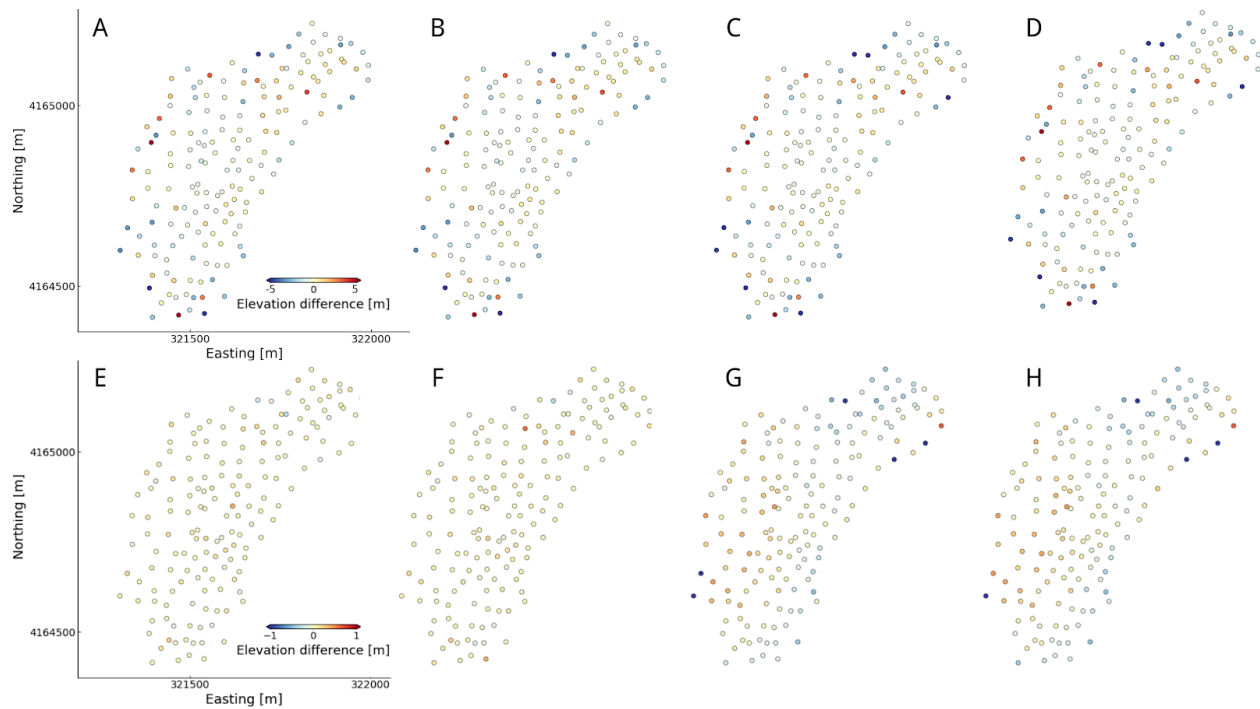 A B C D
4165000
Northing [m]
4164500
-5 0 5
Elevation difference [m]
321500 322000
Easting [m]
E F G H
4165000
Northing [m]
4164500
−1 0 1
Elevation difference [m]
321500 322000
Easting [m]